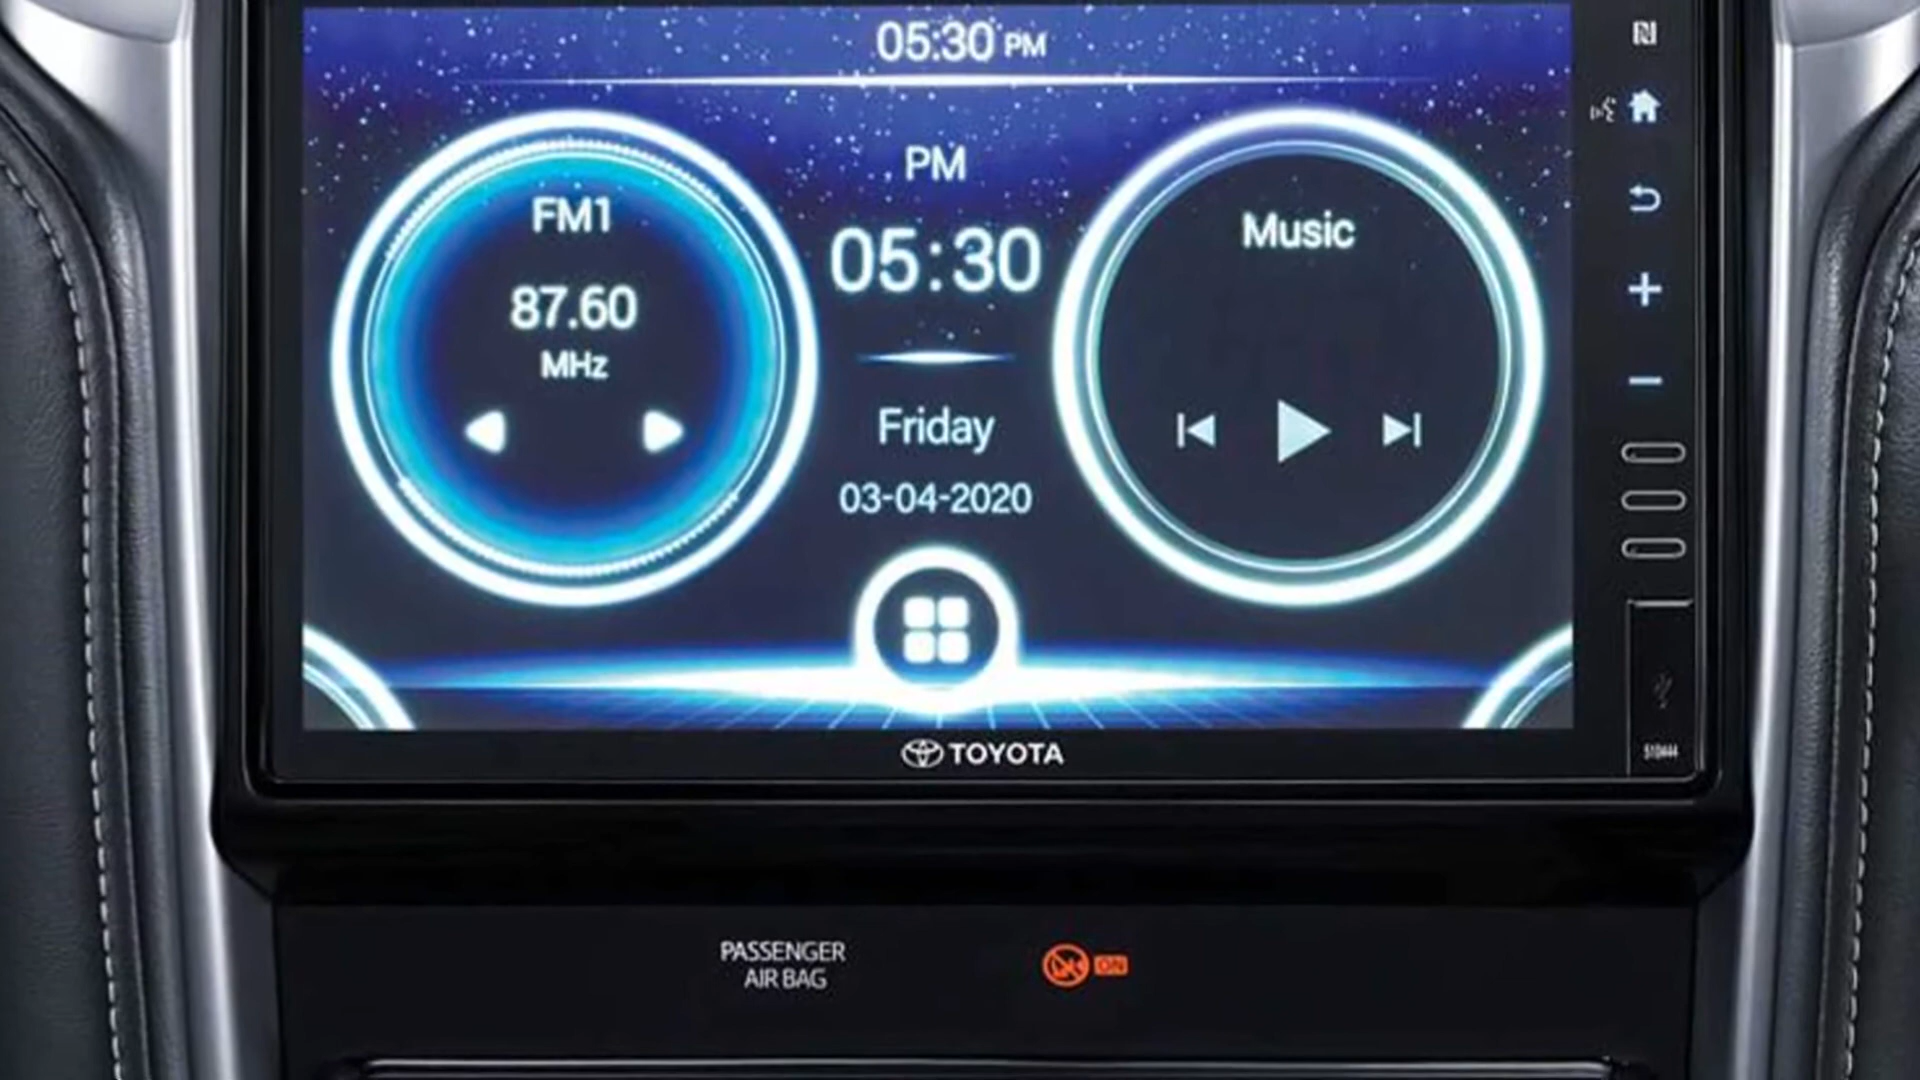 05:30 PM
FM1
87.60
MHz
PM
05:30
Friday
03-04-2020
Music
TOYOTA
PASSENGER
AIR BAG
ON